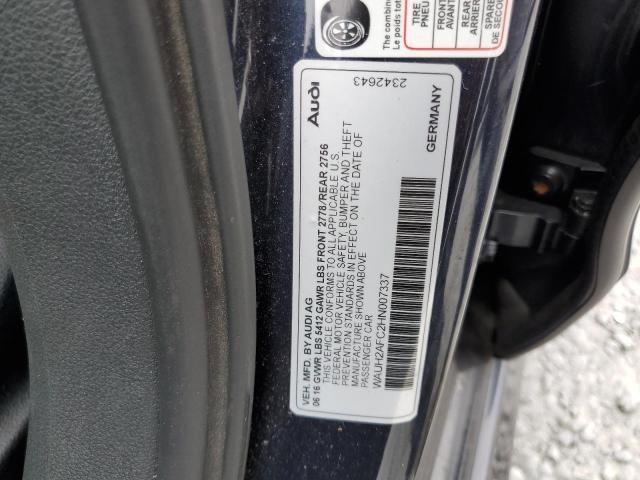 The combine
Le poids tot
TIRE
PNEU
FRONT
AVANT
REAR
ARRIER
SPARE
DE SECOU
Audi
2342643
GERMANY
VEH. MFD. BY AUDI AG
06 16 GVWR LBS 5412 GAWR LBS FRONT 2778/REAR 2756
THIS VEHICLE CONFORMS TO ALL APPLICABLE U.S.
FEDERAL MOTOR VEHICLE SAFETY, BUMPER AND THEFT
PREVENTION STANDARDS IN EFFECT ON THE DATE OF
MANUFACTURE SHOWN ABOVE
PASSENGER CAR
WAUH2AFC2HN007337